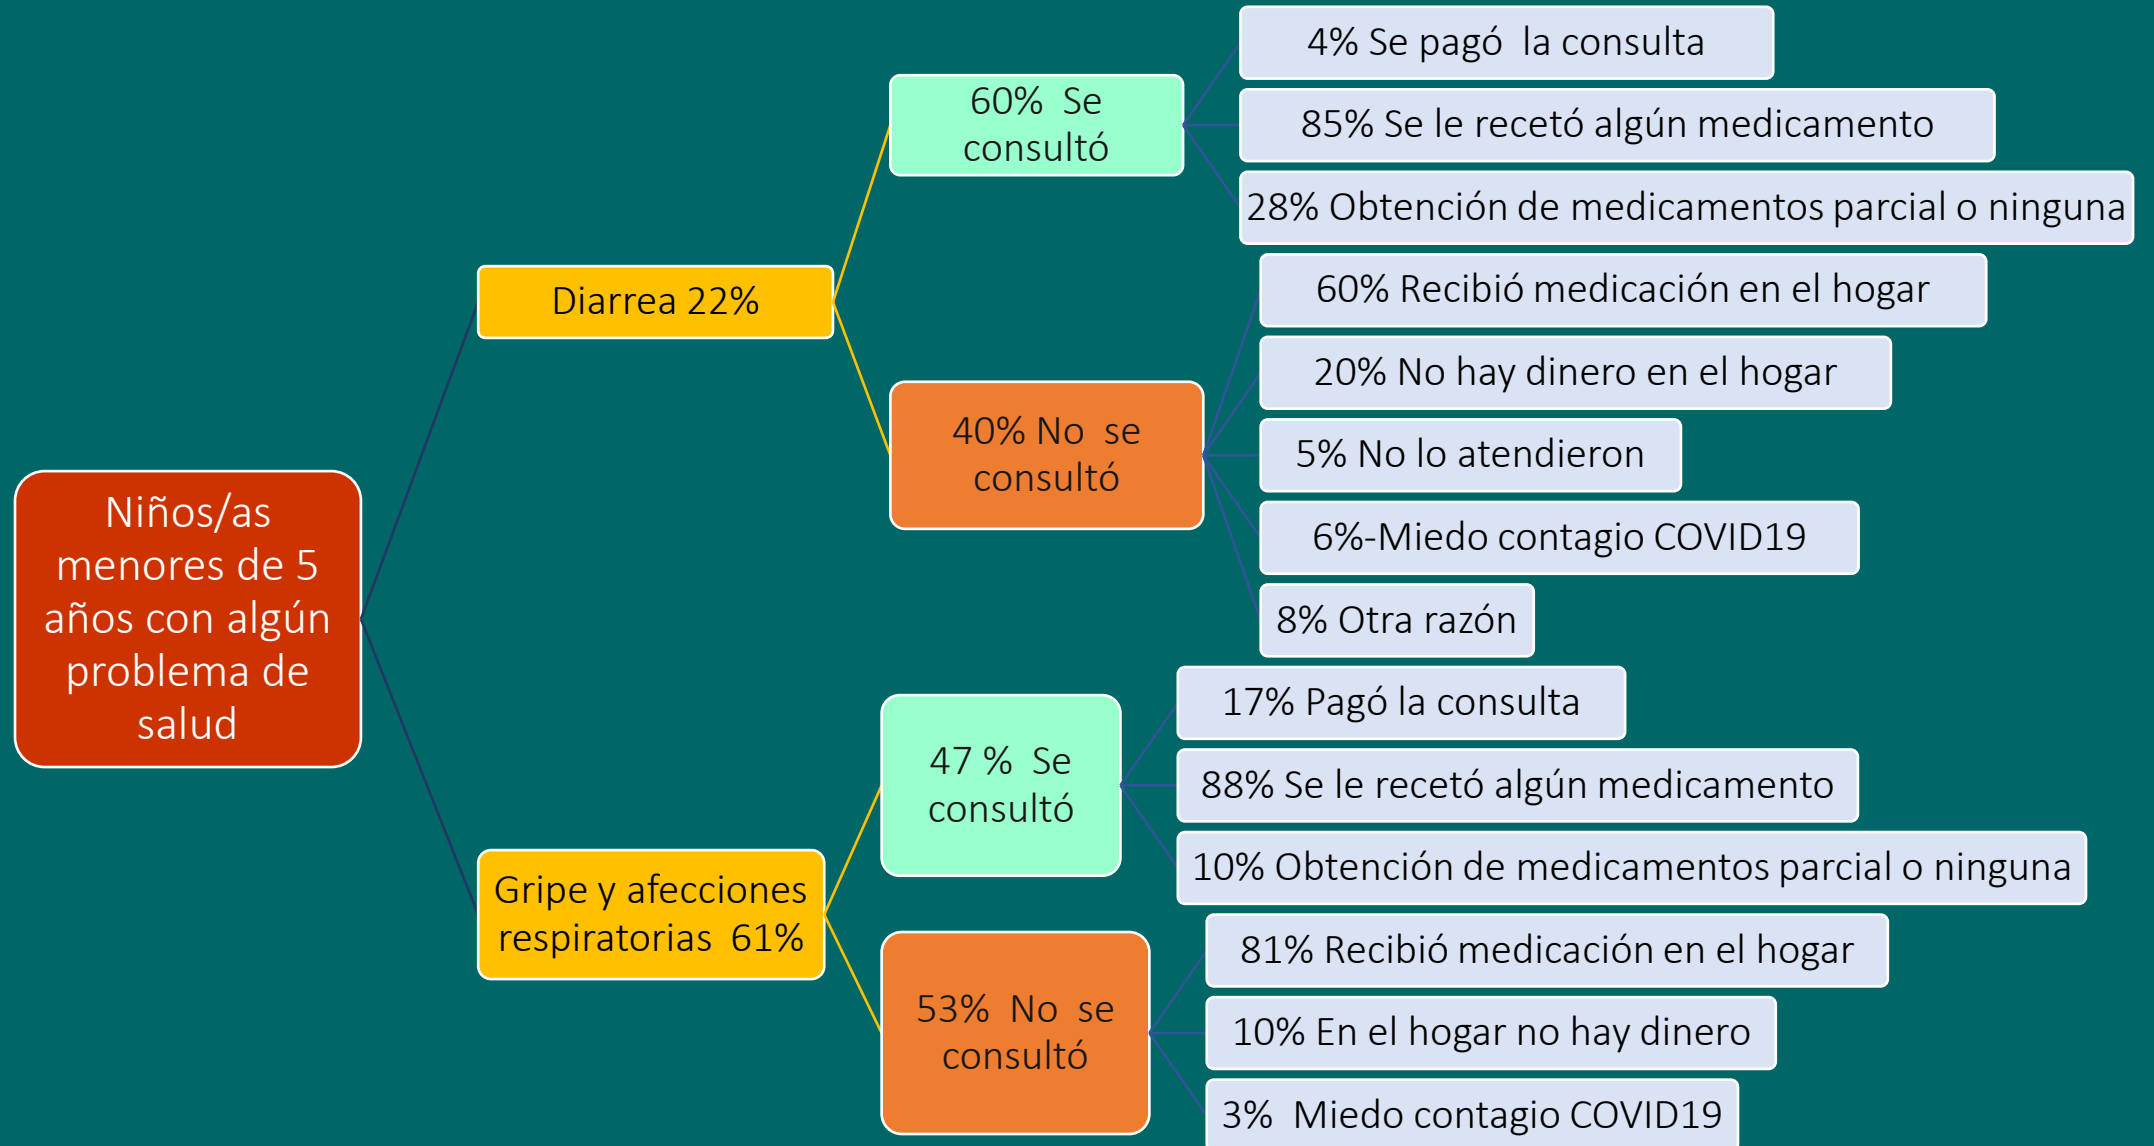 Niños/as
menores de 5
años con algún
problema de
salud
Diarrea 22%
60% Se
consultó
4% Se pagó la consulta
85% Se le recetó algún medicamento
28% Obtención de medicamentos parcial o ninguna
40% No se
consultó
60% Recibió medicación en el hogar
20% No hay dinero en el hogar
5% No lo atendieron
6%-Miedo contagio COVID19
8% Otra razón
Gripe y afecciones
respiratorias 61%
47 % Se
consultó
17% Pagó la consulta
88% Se le recetó algún medicamento
10% Obtención de medicamentos parcial o ninguna
53% No se
consultó
81% Recibió medicación en el hogar
10% En el hogar no hay dinero
3% Miedo contagio COVID19